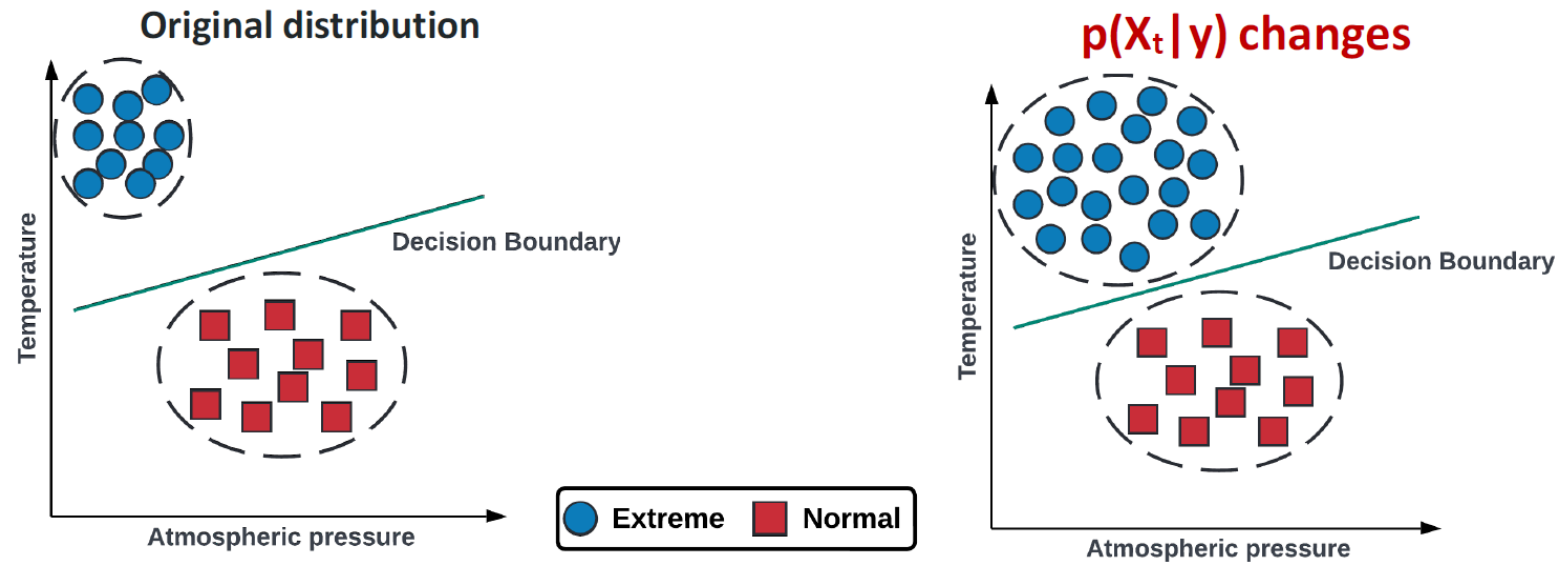 Original distribution
p(Xₜ|y) changes
Temperature
Decision Boundary
Atmospheric pressure
Extreme
Normal
Temperature
Decision Boundary
Atmospheric pressure